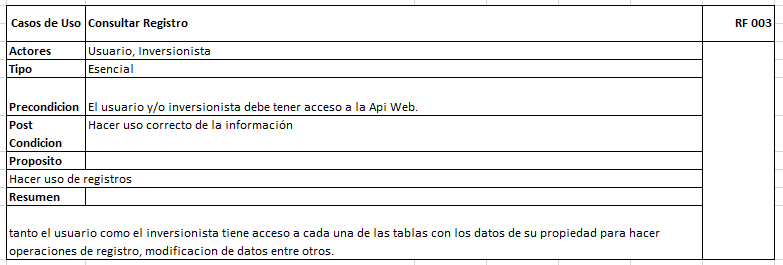 Casos de Uso Consultar Registro RF 003
Actores Usuario, Inversionista
Tipo Esencial
Precondicion El usuario y/o inversionista debe tener acceso a la Api Web.
Post Hacer uso correcto de la información
Condicion
Proposito
Hacer uso de registros
Resumen
tanto el usuario como el inversionista tiene acceso a cada una de las tablas con los datos de su propiedad para hacer
operaciones de registro, modificacion de datos entre otros.